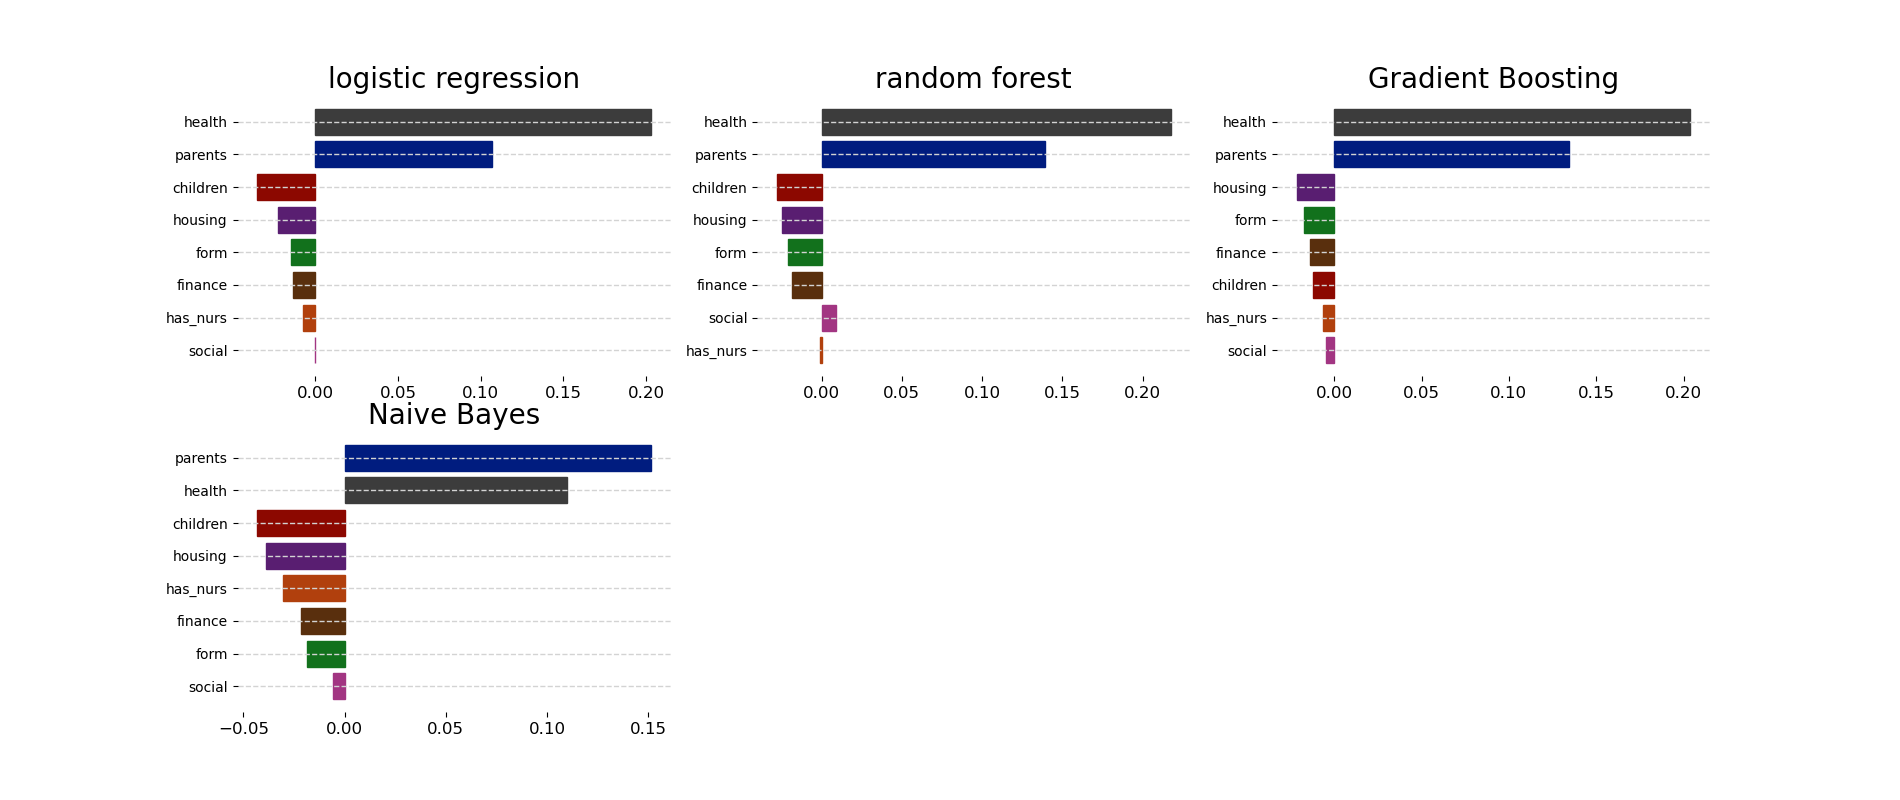 logistic regression
health
parents
children
housing
form
finance
has_nurs
social
0.00 0.05 0.10 0.15 0.20
random forest
health
parents
children
housing
form
finance
social
has_nurs
0.00 0.05 0.10 0.15 0.20
Gradient Boosting
health
parents
housing
form
finance
children
has_nurs
social
0.00 0.05 0.10 0.15 0.20
Naive Bayes
parents
health
children
housing
has_nurs
finance
form
social
−0.05 0.00 0.05 0.10 0.15